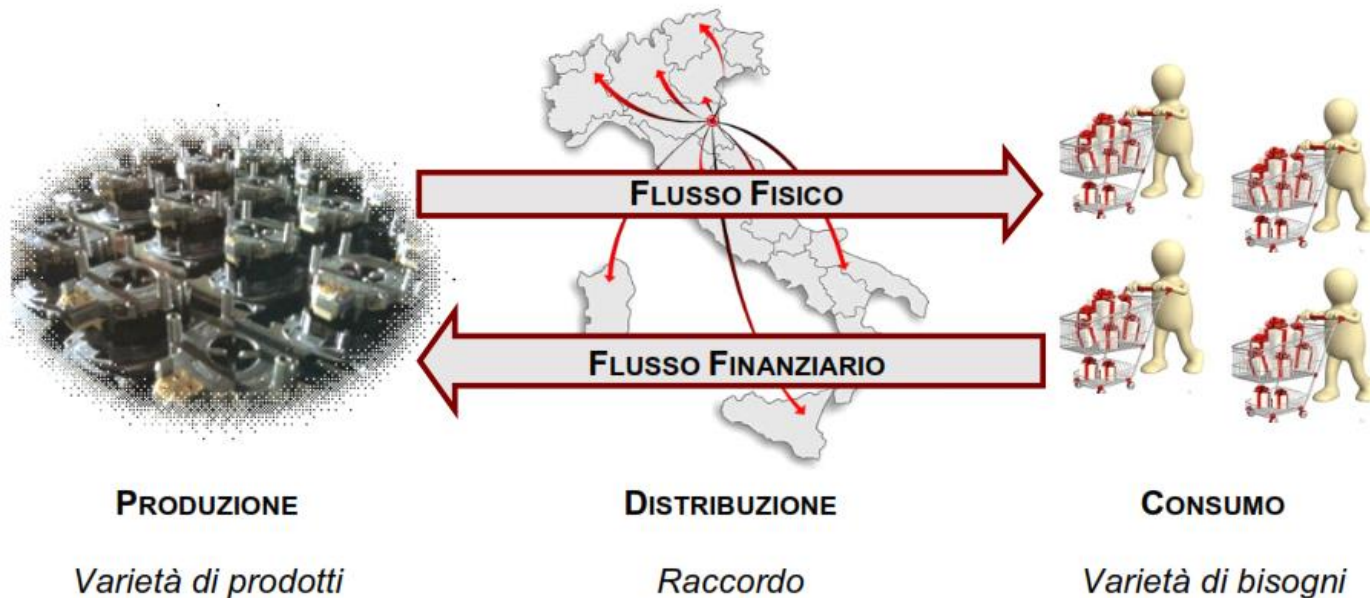 FLUSSO FISICO
FLUSSO FINANZIARIO
PRODUZIONE DISTRIBUZIONE CONSUMO
Varietà di prodotti Raccordo Varietà di bisogni